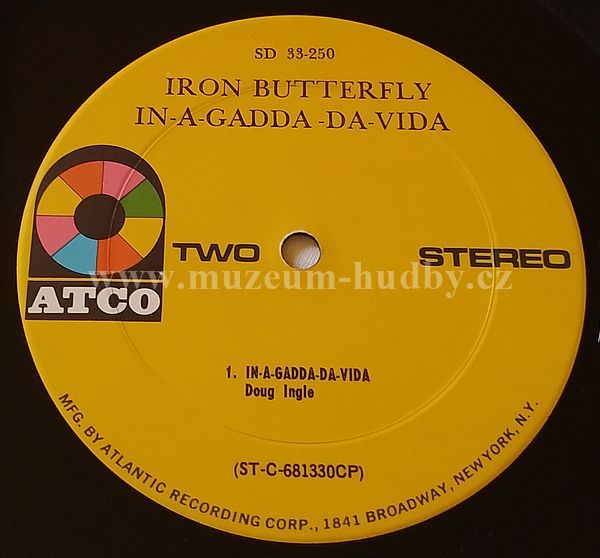 SD 33-250
IRON BUTTERFLY
IN-A-GADDA-DA-VIDA
ATCO
TWO
STEREO
www.muzeum-hudby.cz
1. IN-A-GADDA-DA-VIDA
Doug Ingle
(ST-C-681330CP)
MFG. BY ATLANTIC RECORDING CORP., 1841 BROADWAY, NEW YORK, N.Y.